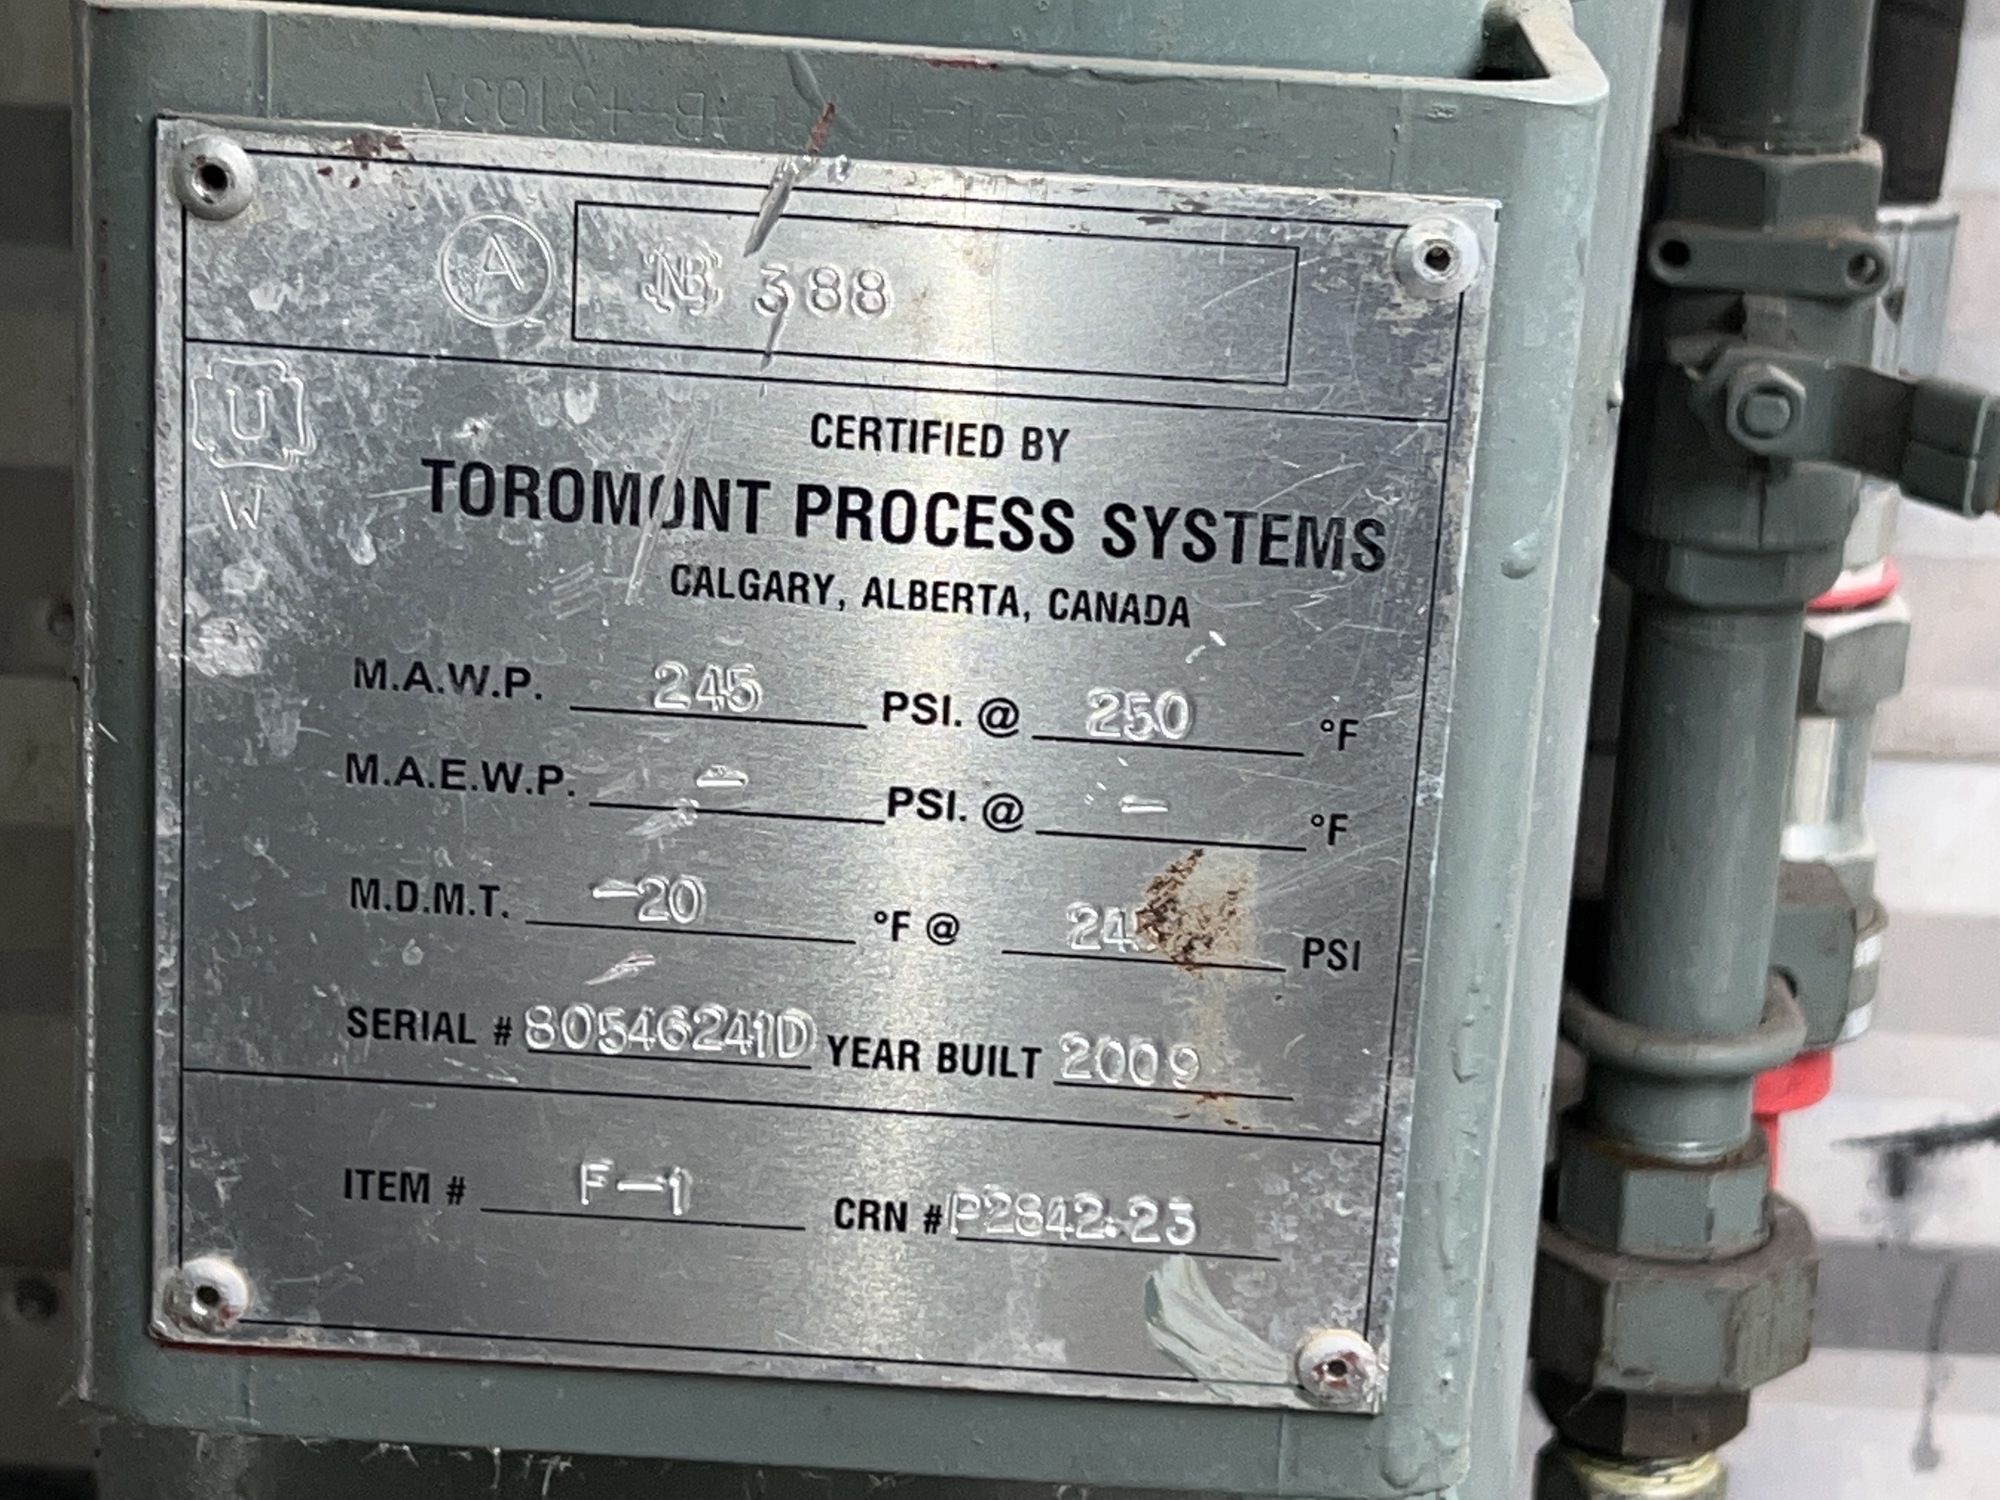 A
NB 388
U
W
CERTIFIED BY
TOROMONT PROCESS SYSTEMS
CALGARY, ALBERTA, CANADA
M.A.W.P. 245 PSI. @ 250 °F
M.A.E.W.P. - PSI. @ - °F
M.D.M.T. -20 °F @ PSI
SERIAL # 80546241D YEAR BUILT 2009
ITEM # F-1 CRN # P2842.23